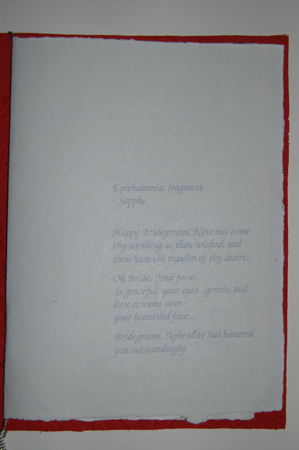 Epithalamia, fragment
- Sappho
Happy Bridegroom, Now has come
thy wedding as thou wished, and
thou hast the maiden of thy desire.
Oh Bride, Your form
is graceful, your eyes gentle, and
love streams over
your beautiful face...
Bridegroom, Aphrodite has honored
you outstandingly.